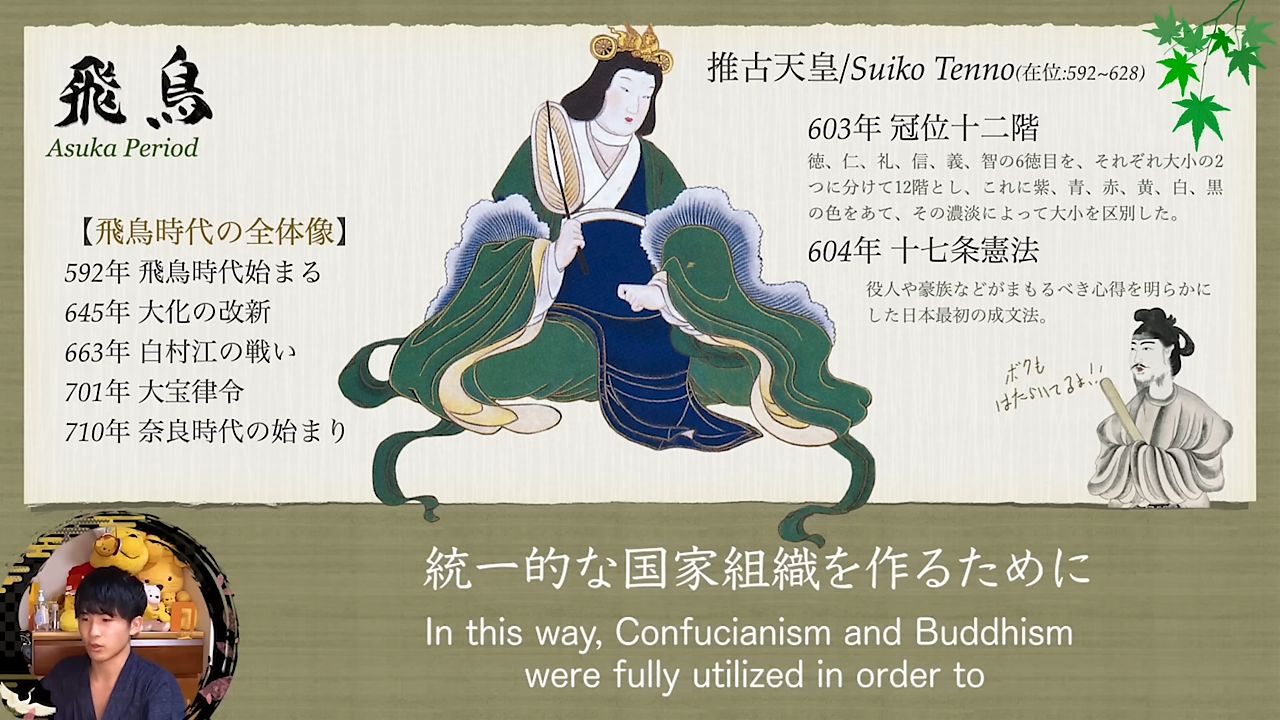 飛鳥
Asuka Period
【飛鳥時代の全体像】
592年 飛鳥時代始まる
645年 大化の改新
663年 白村江の戦い
701年 大宝律令
710年 奈良時代の始まり
推古天皇/Suiko Tenno(在位:592~628)
603年 冠位十二階
徳、仁、礼、信、義、智の6徳目を、それぞれ大小の2
つに分けて12階とし、これに紫、青、赤、黄、白、黒
の色をあて、その濃淡によって大小を区別した。
604年 十七条憲法
役人や豪族などがまもるべき心得を明らかに
した日本最初の成文法。
ボクも
はたらいてるよ!!
統一的な国家組織を作るために
In this way, Confucianism and Buddhism
were fully utilized in order to